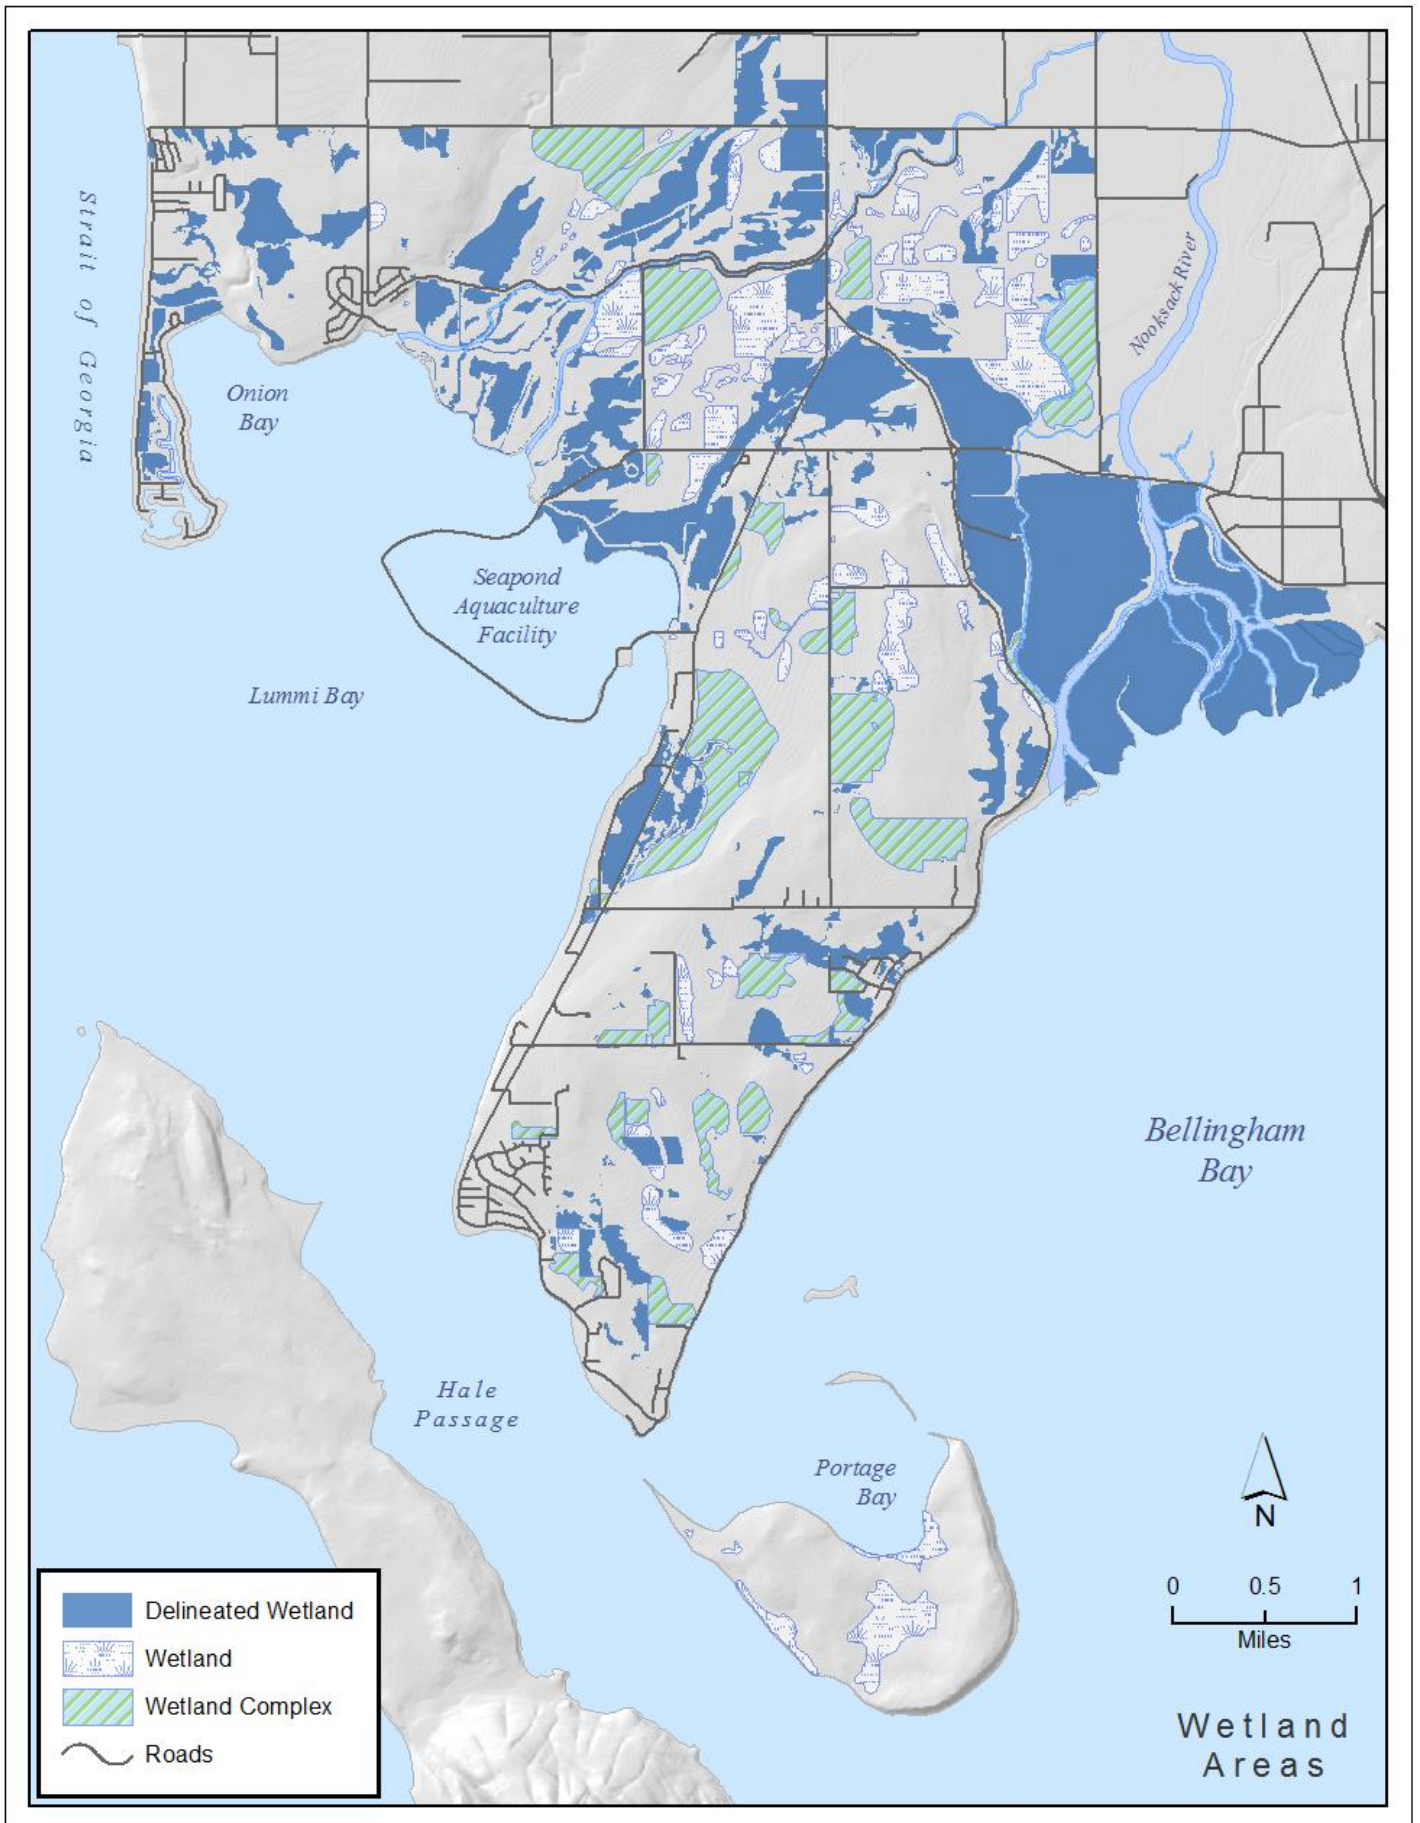 Strait of Georgia
Nooksack River
Onion
Bay
Seapond
Aquaculture
Facility
Lummi Bay
Bellingham
Bay
Hale
Passage
Portage
Bay
N
0 0.5 1
Miles
Delineated Wetland
Wetland
Wetland Complex
Roads
Wetland
Areas